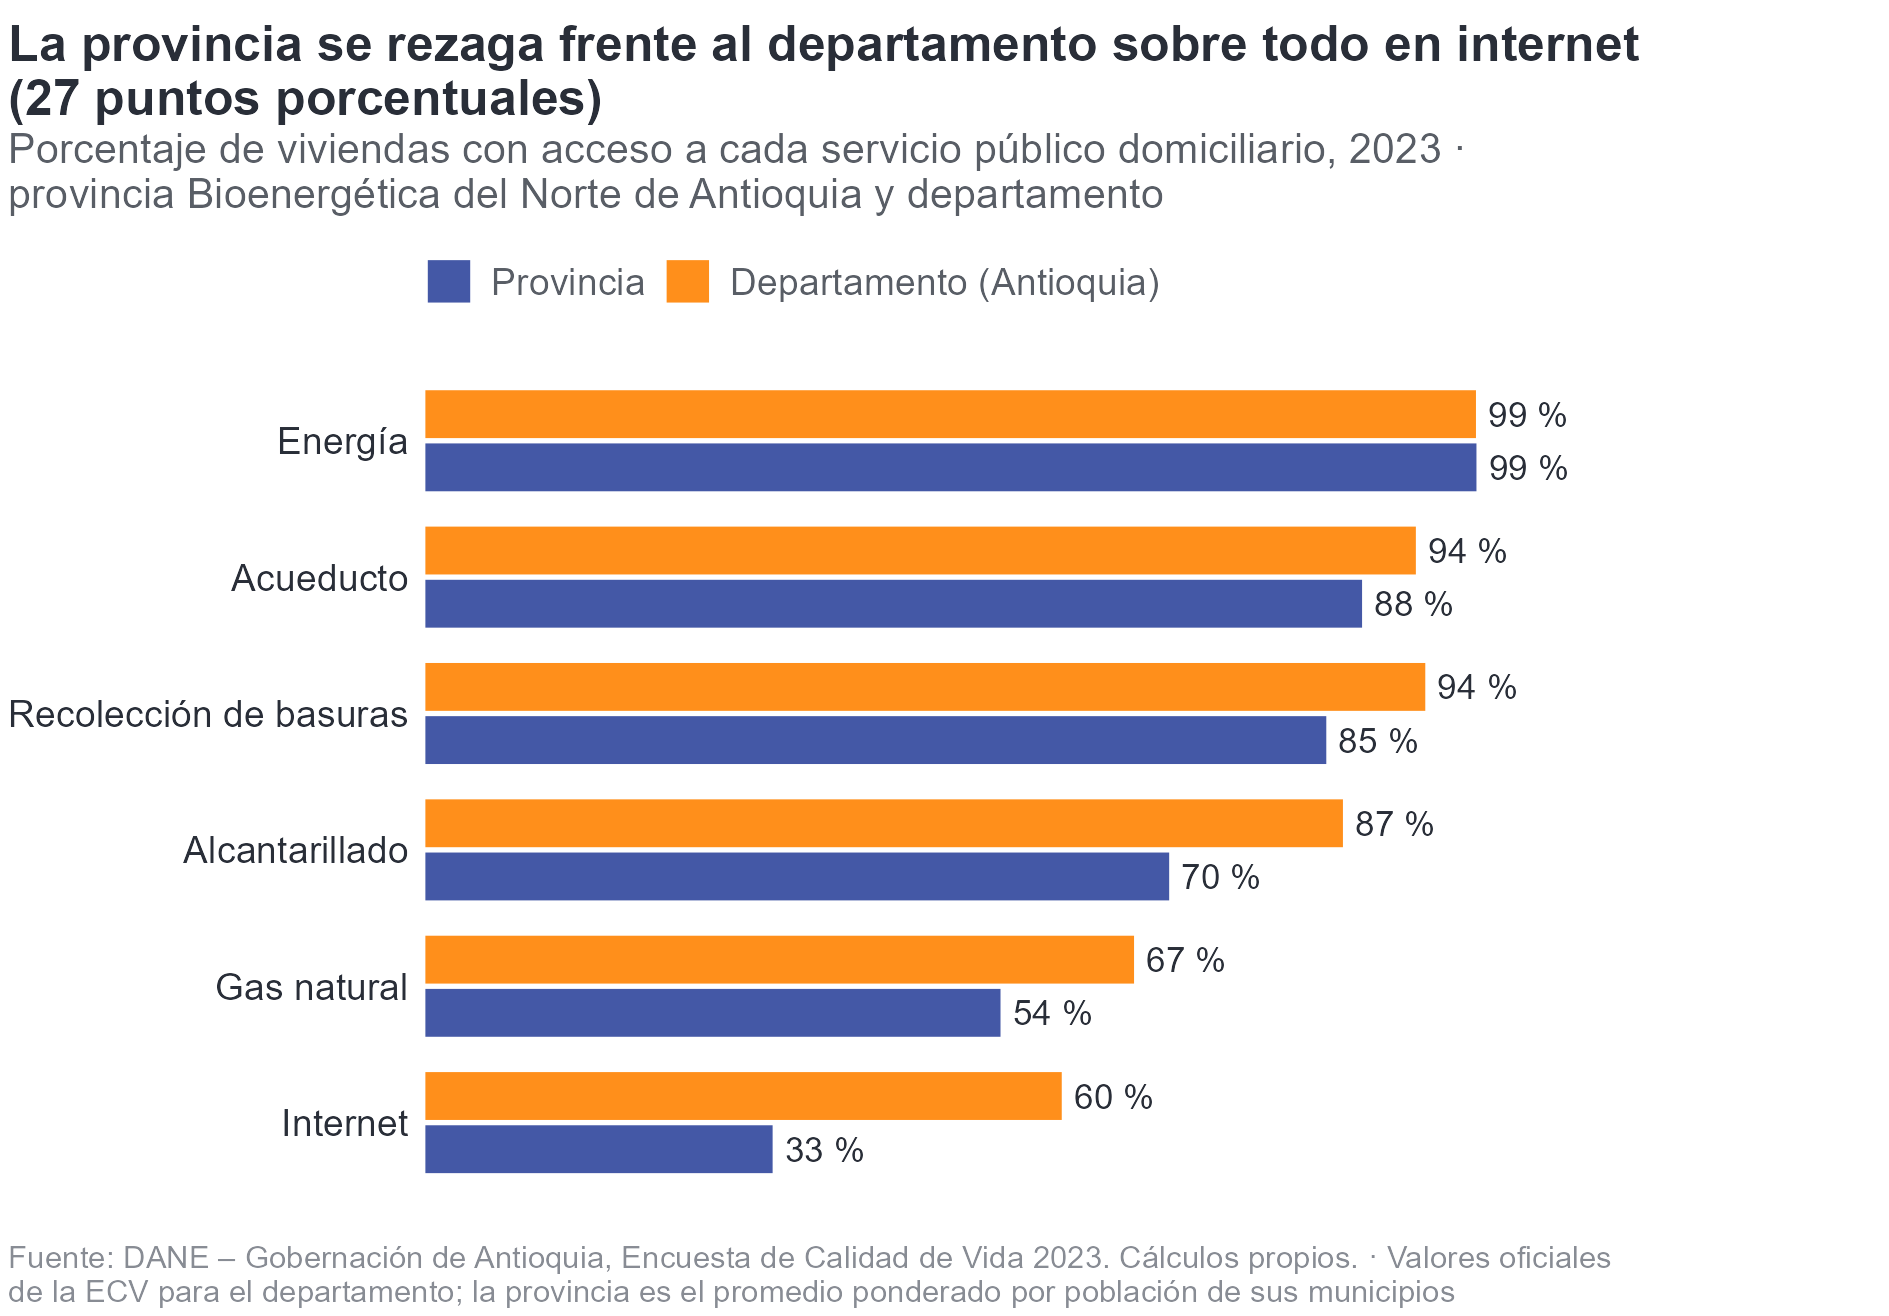 La provincia se rezaga frente al departamento sobre todo en internet
(27 puntos porcentuales)
Porcentaje de viviendas con acceso a cada servicio público domiciliario, 2023 ·
provincia Bioenergética del Norte de Antioquia y departamento
Provincia
Departamento (Antioquia)
Energía
99 %
99 %
Acueducto
94 %
88 %
Recolección de basuras
94 %
85 %
Alcantarillado
87 %
70 %
Gas natural
67 %
54 %
Internet
60 %
33 %
Fuente: DANE – Gobernación de Antioquia, Encuesta de Calidad de Vida 2023. Cálculos propios. · Valores oficiales
de la ECV para el departamento; la provincia es el promedio ponderado por población de sus municipios